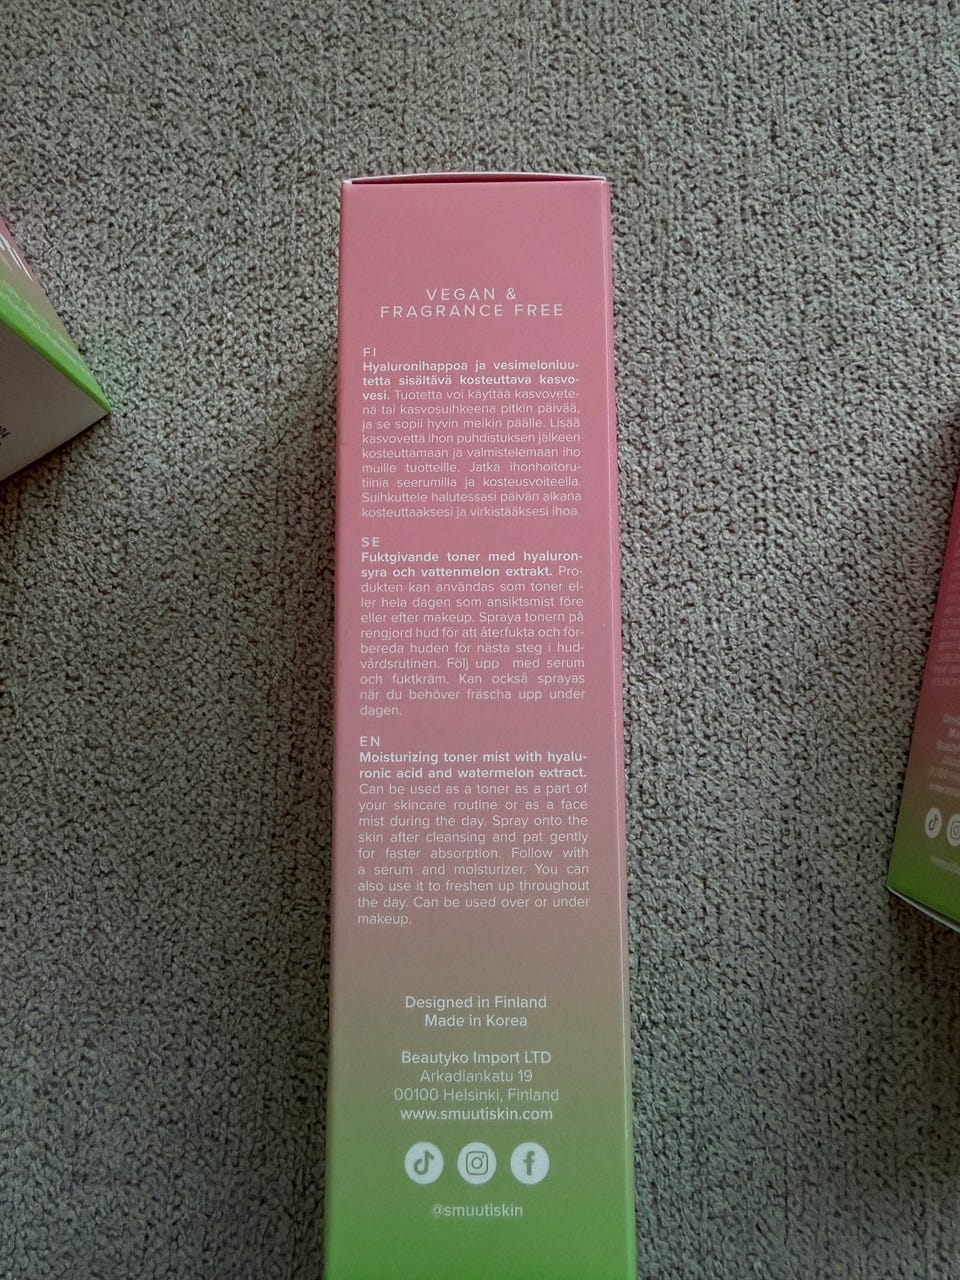 VEGAN &
FRAGRANCE FREE
FI
Hyaluronihappoa ja vesimeloniuu-
tetta sisältävä kosteuttava kasvo-
vesi. Tuotetta voi käyttää kasvovete-
nä tai kasvosuihkeena pitkin päivää,
ja se sopii hyvin meikin päälle. Lisää
kasvovettä ihon puhdistuksen jälkeen
kosteuttamaan ja valmistelemaan iho
muille tuotteille. Jatka ihonhoitoru-
tiinia seerumilla ja kosteusvoiteella.
Suihkuttele halutessasi päivän aikana
kosteuttaaksesi ja virkistääksesi ihoa.
SE
Fuktgivande toner med hyaluron-
syra och vattenmelon extrakt. Pro-
dukten kan användas som toner el-
ler hela dagen som ansiktsmist före
eller efter makeup. Spraya tonern på
rengjord hud för att återfukta och för-
bereda huden för nästa steg i hud-
vårdsrutinen. Följ upp med serum
och fuktkräm. Kan också sprayas
när du behöver fräscha upp under
dagen.
EN
Moisturizing toner mist with hyalu-
ronic acid and watermelon extract.
Can be used as a toner as a part of
your skincare routine or as a face
mist during the day. Spray onto the
skin after cleansing and pat gently
for faster absorption. Follow with
a serum and moisturizer. You can
also use it to freshen up throughout
the day. Can be used over or under
makeup.
Designed in Finland
Made in Korea
Beautyko Import LTD
Arkadiankatu 19
00100 Helsinki, Finland
www.smuutiskin.com
@smuutiskin